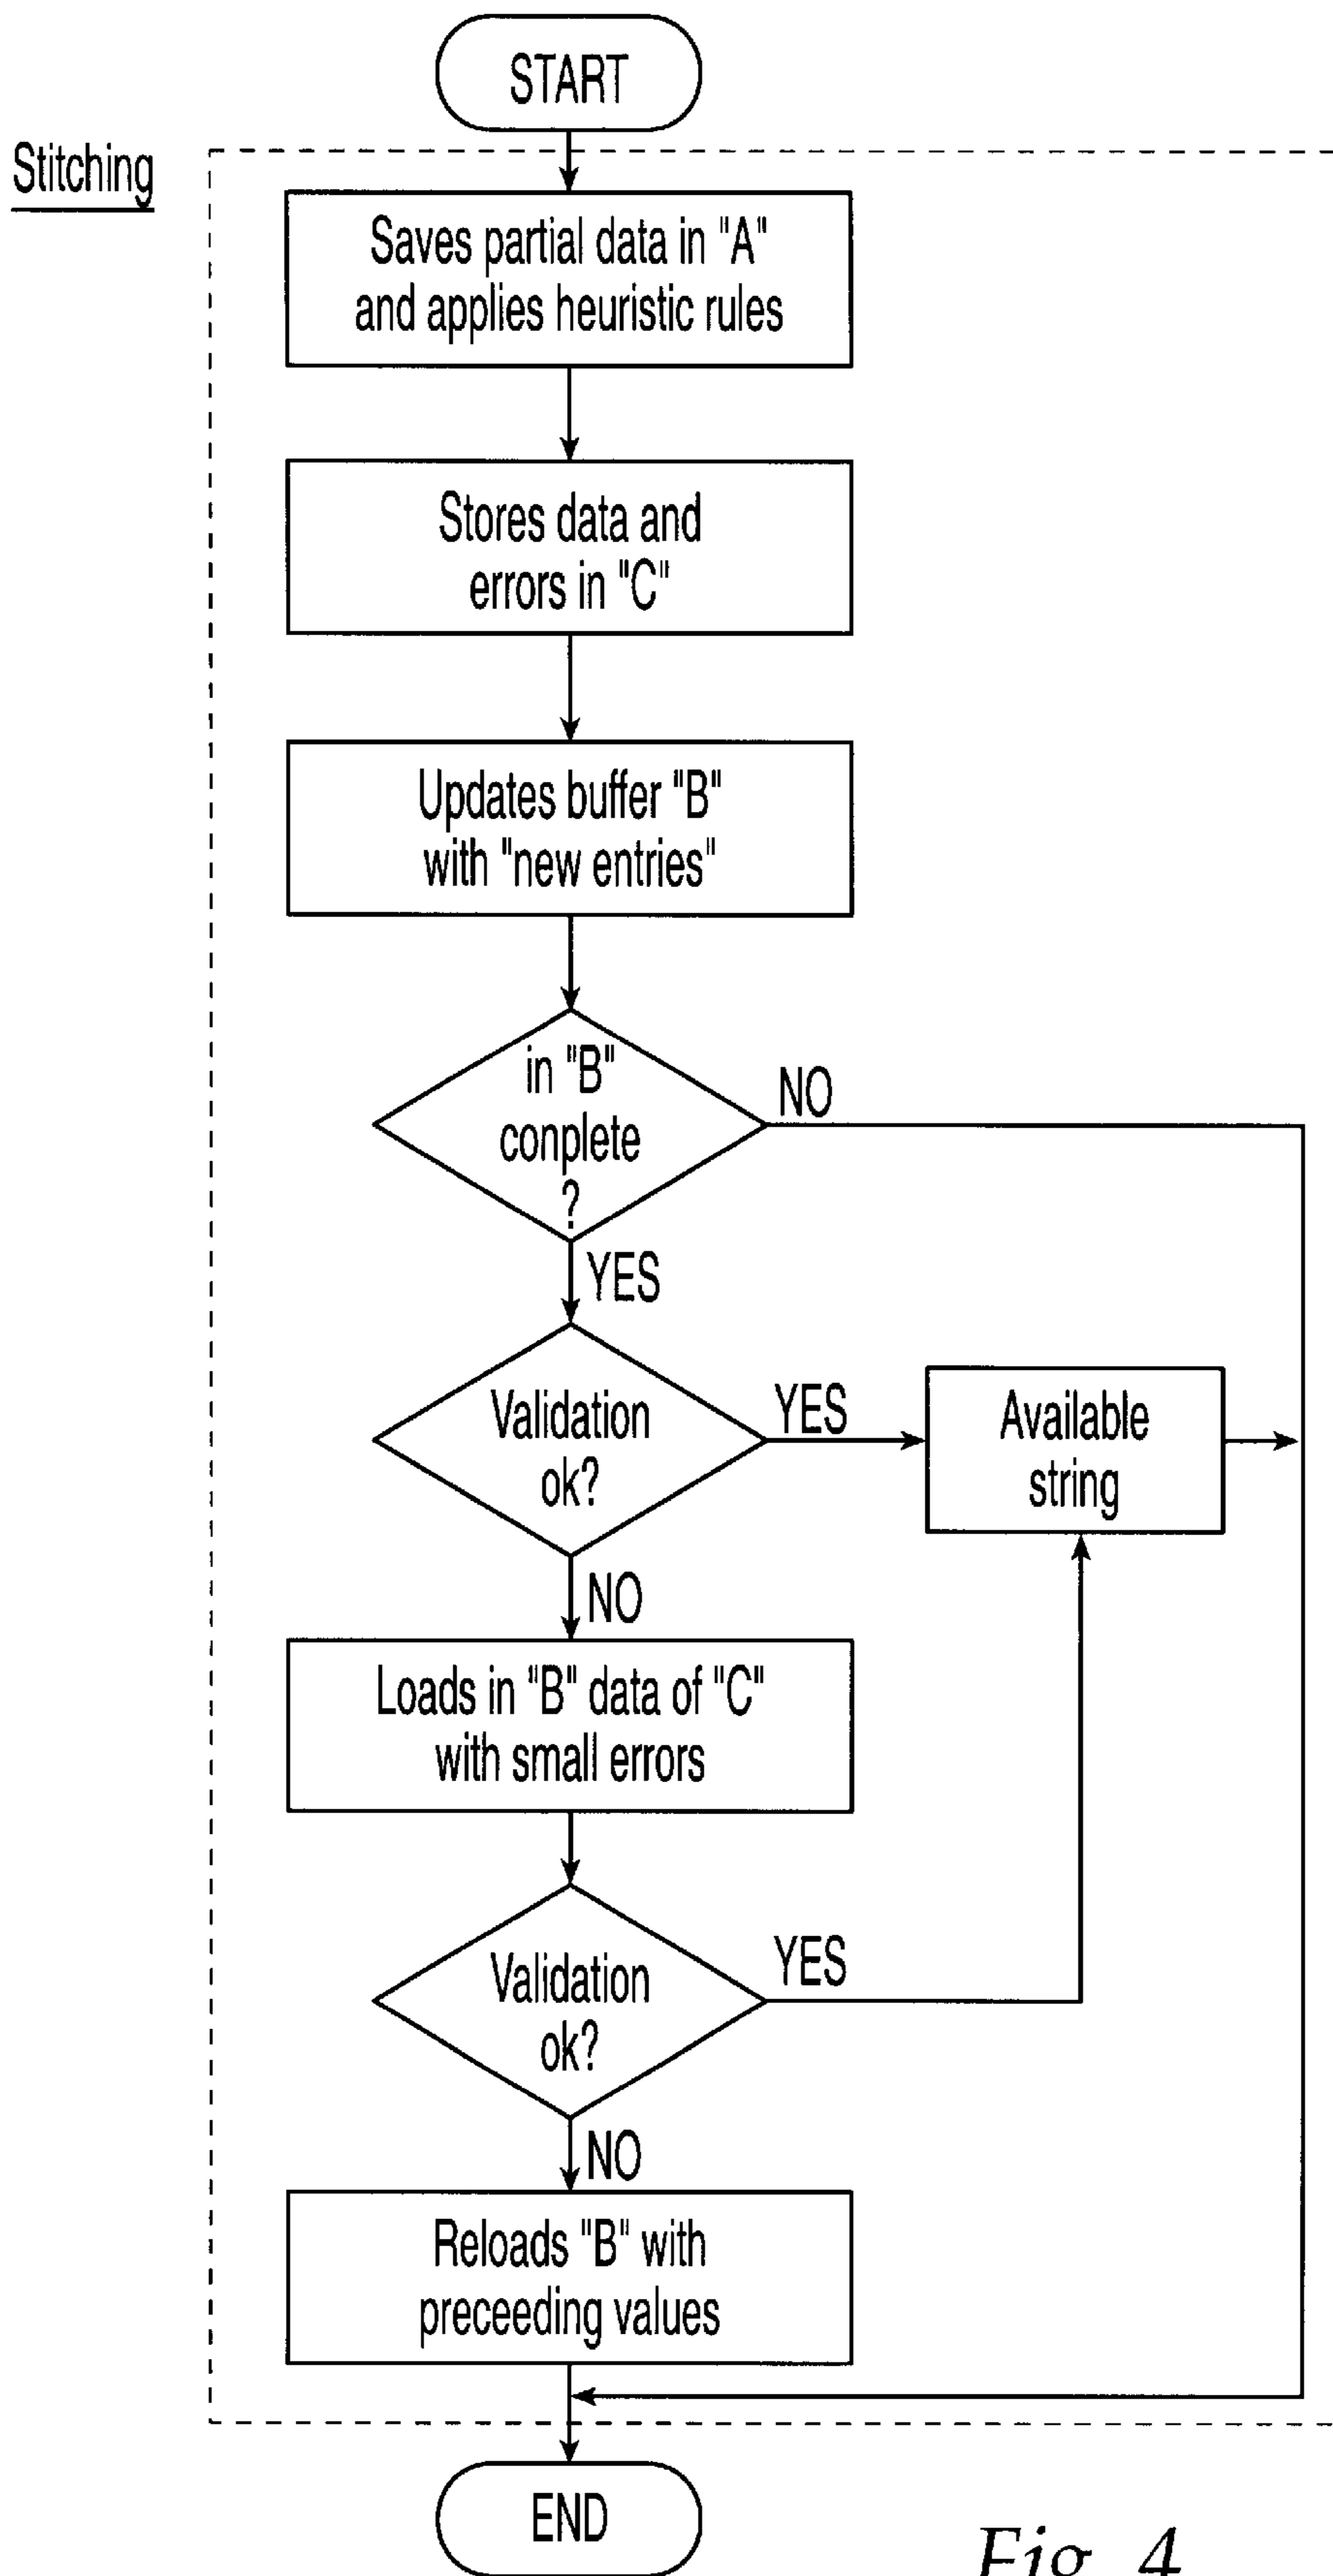 START
Stitching
Saves partial data in "A"
and applies heuristic rules
Stores data and
errors in "C"
Updates buffer "B"
with "new entries"
in "B"
conplete
?
NO
YES
Validation
ok?
YES
Available
string
NO
Loads in "B" data of "C"
with small errors
Validation
ok?
YES
NO
Reloads "B" with
preceeding values
END
Fig. 4